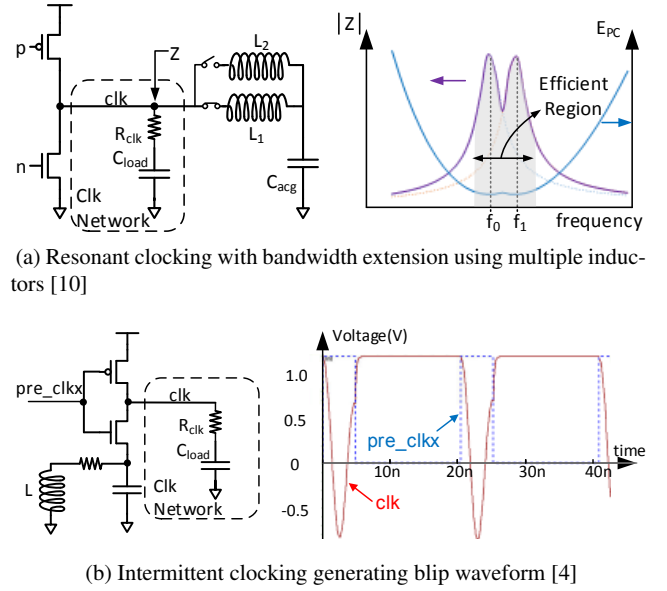 p
n
clk
Z
L2
L1
Rclk
Cload
Cacg
Clk
Network
|Z|
EPC
Efficient
Region
f0
f1
frequency
(a) Resonant clocking with bandwidth extension using multiple induc-
tors [10]
pre_clkx
clk
Rclk
Cload
L
Clk
Network
Voltage(V)
1.0
0.5
0
-0.5
pre_clkx
clk
time
10n
20n
30n
40n
(b) Intermittent clocking generating blip waveform [4]